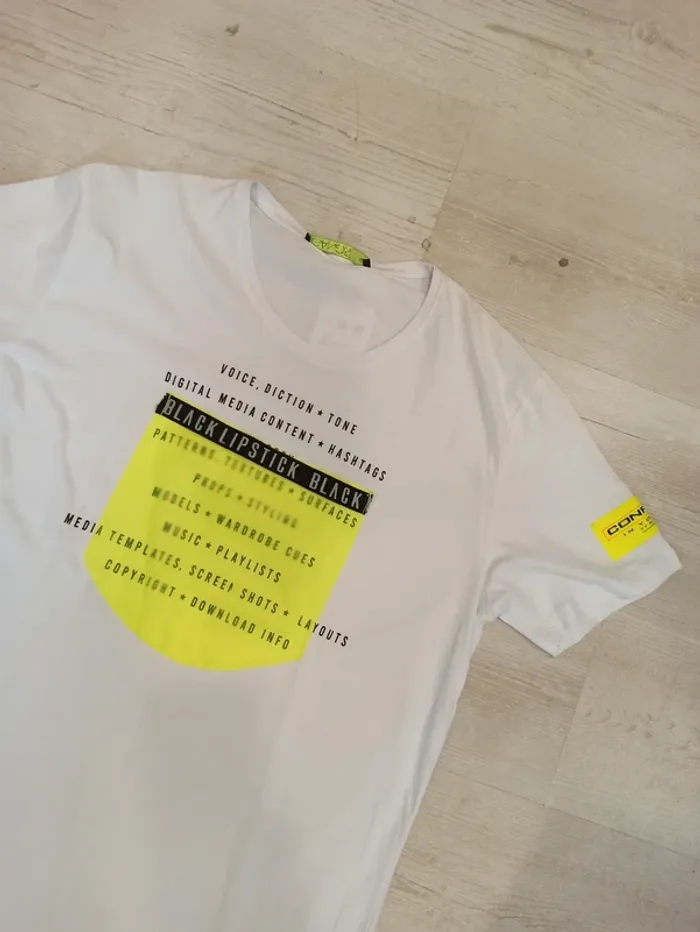 VOICE, DICTION * TONE
DIGITAL MEDIA CONTENT * HASHTAGS
BLACK LIPSTICK BLACK
PATTERNS, TEXTURES * SURFACES
PROPS * STYLING
MODELS * WARDROBE CUES
MUSIC * PLAYLISTS
MEDIA TEMPLATES, SCREEN SHOTS * LAYOUTS
COPYRIGHT * DOWNLOAD INFO
IN